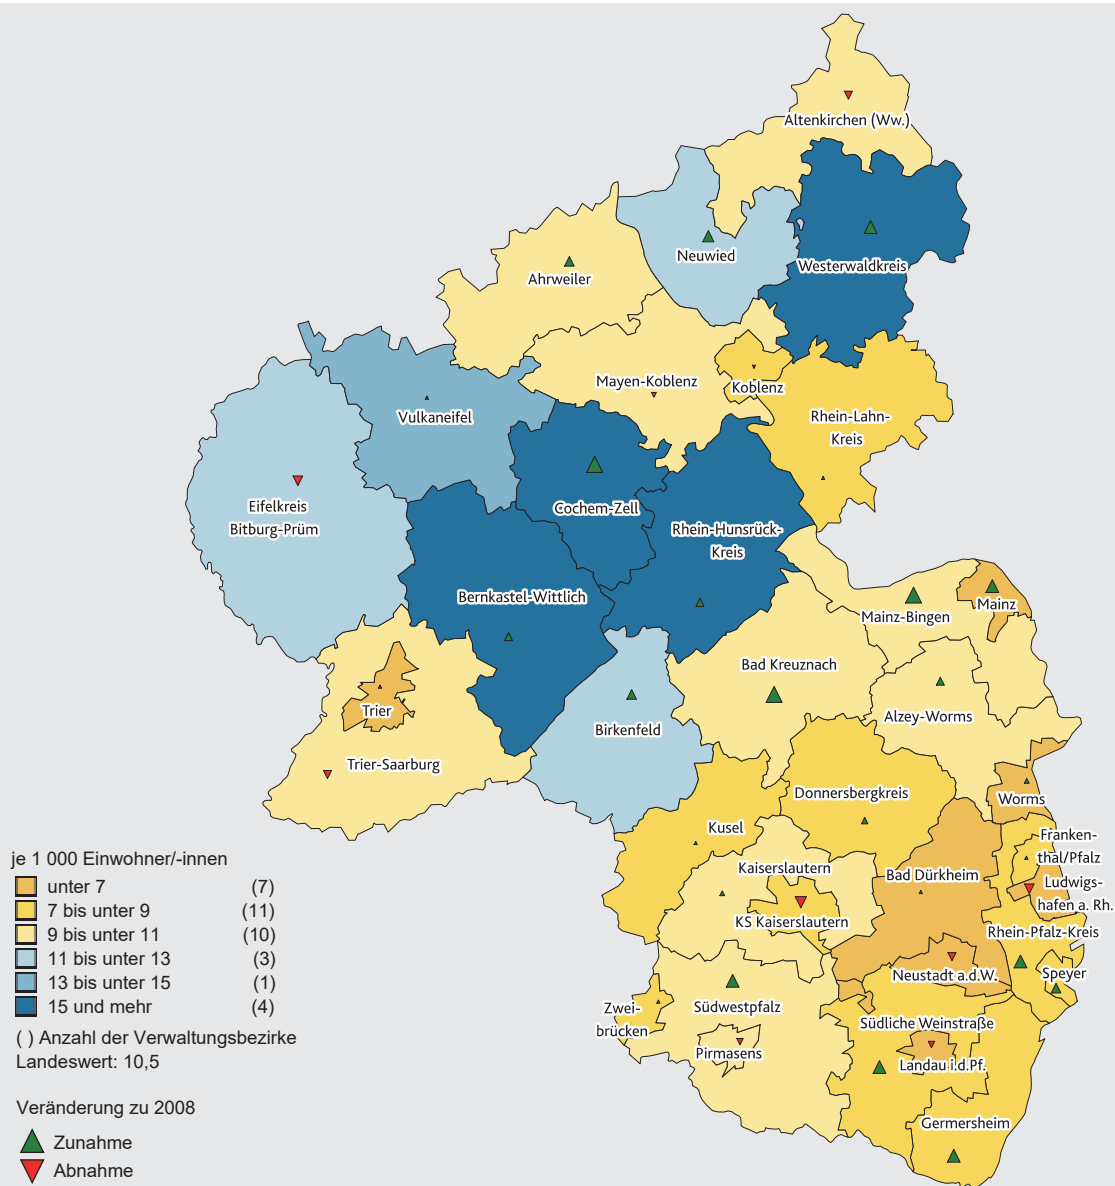 Altenkirchen (Ww.)
Neuwied
Westerwaldkreis
Ahrweiler
Mayen-Koblenz
Koblenz
Vulkaneifel
Rhein-Lahn-
Kreis
Eifelkreis
Bitburg-Prüm
Cochem-Zell
Rhein-Hunsrück-
Kreis
Bernkastel-Wittlich
Mainz-Bingen
Mainz
Bad Kreuznach
Alzey-Worms
Trier
Birkenfeld
Trier-Saarburg
Donnersbergkreis
Worms
Kusel
Franken-
thal/Pfalz
Kaiserslautern
Bad Dürkheim
Ludwigs-
hafen a. Rh.
KS Kaiserslautern
Rhein-Pfalz-Kreis
Neustadt a.d.W.
Speyer
Zwei-
brücken
Südwestpfalz
Südliche Weinstraße
Pirmasens
Landau i.d.Pf.
Germersheim
je 1 000 Einwohner/-innen
unter 7 (7)
7 bis unter 9 (11)
9 bis unter 11 (10)
11 bis unter 13 (3)
13 bis unter 15 (1)
15 und mehr (4)
( ) Anzahl der Verwaltungsbezirke
Landeswert: 10,5
Veränderung zu 2008
Zunahme
Abnahme